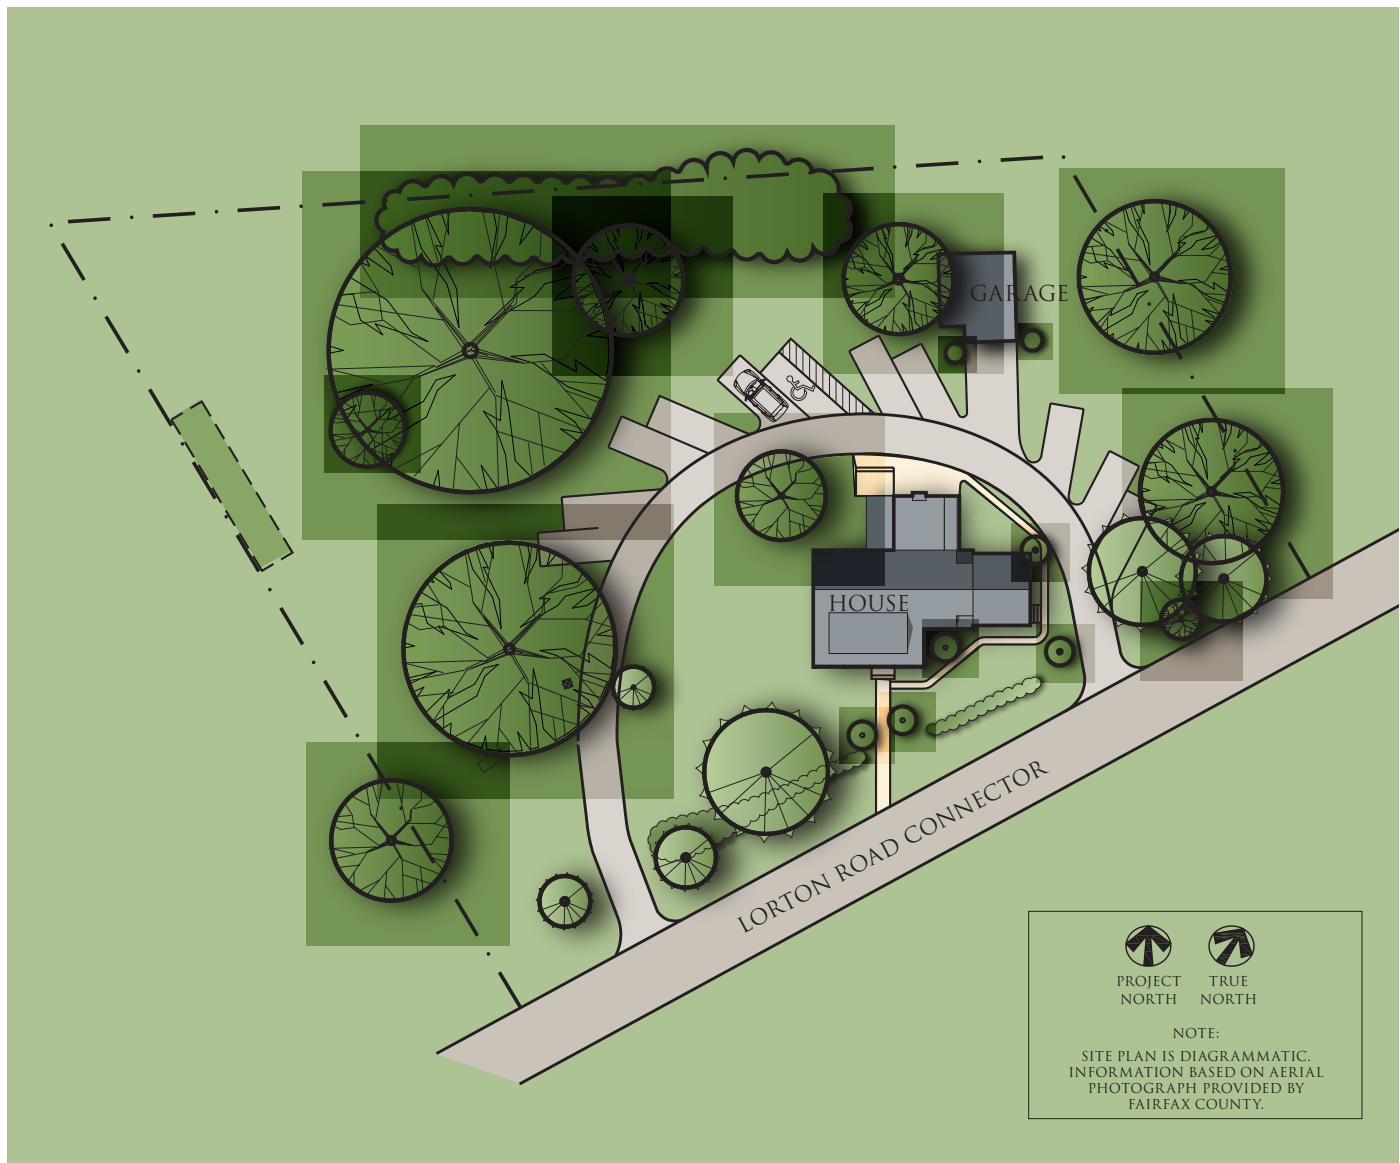 GARAGE
HOUSE
LORTON ROAD CONNECTOR
PROJECT
NORTH
TRUE
NORTH
NOTE:
SITE PLAN IS DIAGRAMMATIC.
INFORMATION BASED ON AERIAL
PHOTOGRAPH PROVIDED BY
FAIRFAX COUNTY.